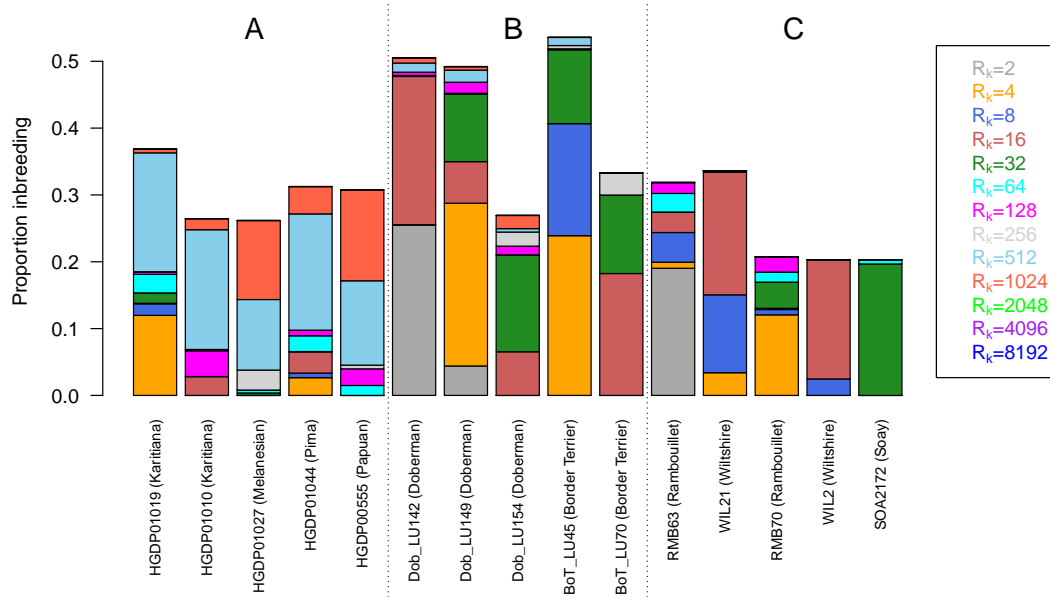 A
B
C
Proportion inbreeding
0.5
0.4
0.3
0.2
0.1
0.0
HGDP01019 (Karitiana)
HGDP01010 (Karitiana)
HGDP01027 (Melanesian)
HGDP01044 (Pima)
HGDP00555 (Papuan)
Dob_LU142 (Doberman)
Dob_LU149 (Doberman)
Dob_LU154 (Doberman)
BoT_LU45 (Border Terrier)
BoT_LU70 (Border Terrier)
RMB63 (Rambouillet)
WIL21 (Wiltshire)
RMB70 (Rambouillet)
WIL2 (Wiltshire)
SOA2172 (Soay)
Rₖ=2
Rₖ=4
Rₖ=8
Rₖ=16
Rₖ=32
Rₖ=64
Rₖ=128
Rₖ=256
Rₖ=512
Rₖ=1024
Rₖ=2048
Rₖ=4096
Rₖ=8192